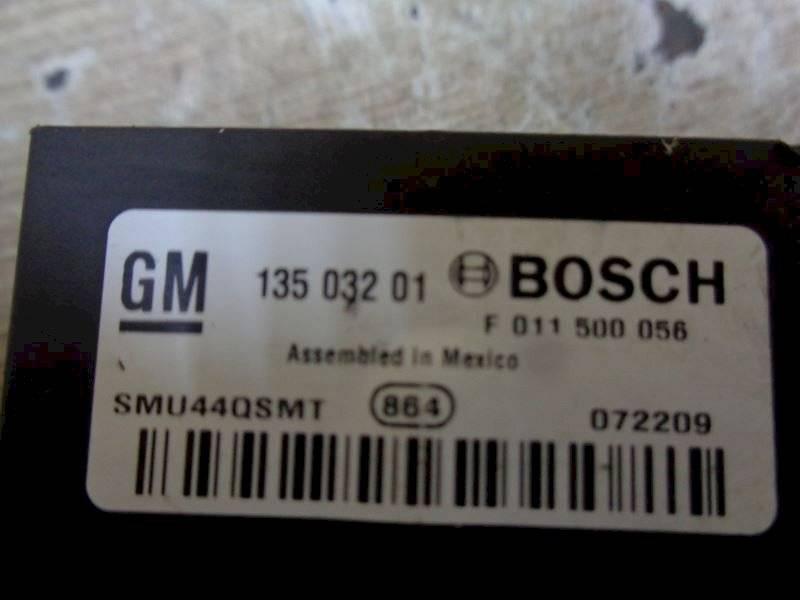 GM 135 032 01 BOSCH
F 011 500 056
Assembled in Mexico
SMU44QSMT 864 072209